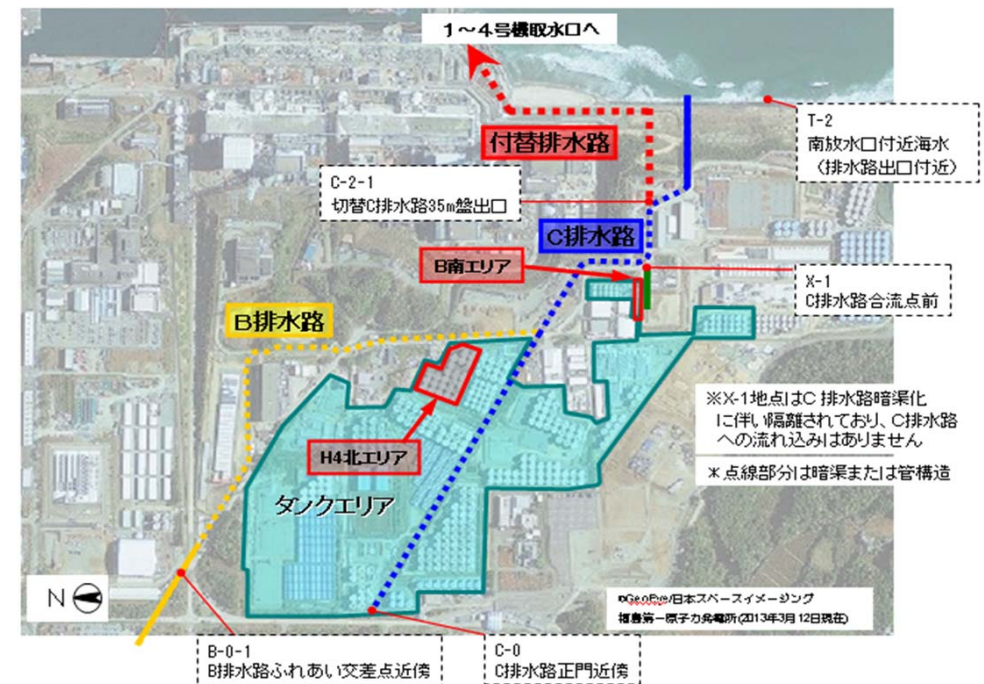 1～4号機取水口へ
付替排水路
T-2
南放水口付近海水
(排水路出口付近)
C-2-1
切替C排水路35m盤出口
C排水路
B南エリア
X-1
C排水路合流点前
B排水路
※X-1地点はC 排水路暗渠化
に伴い隔離されており、C排水路
への流れ込みはありません
H4北エリア
＊点線部分は暗渠または管構造
タンクエリア
N
©GeoEye/日本スペースイメージング
福島第一原子力発電所(2013年3月12日現在)
B-0-1
B排水路ふれあい交差点近傍
C-0
C排水路正門近傍